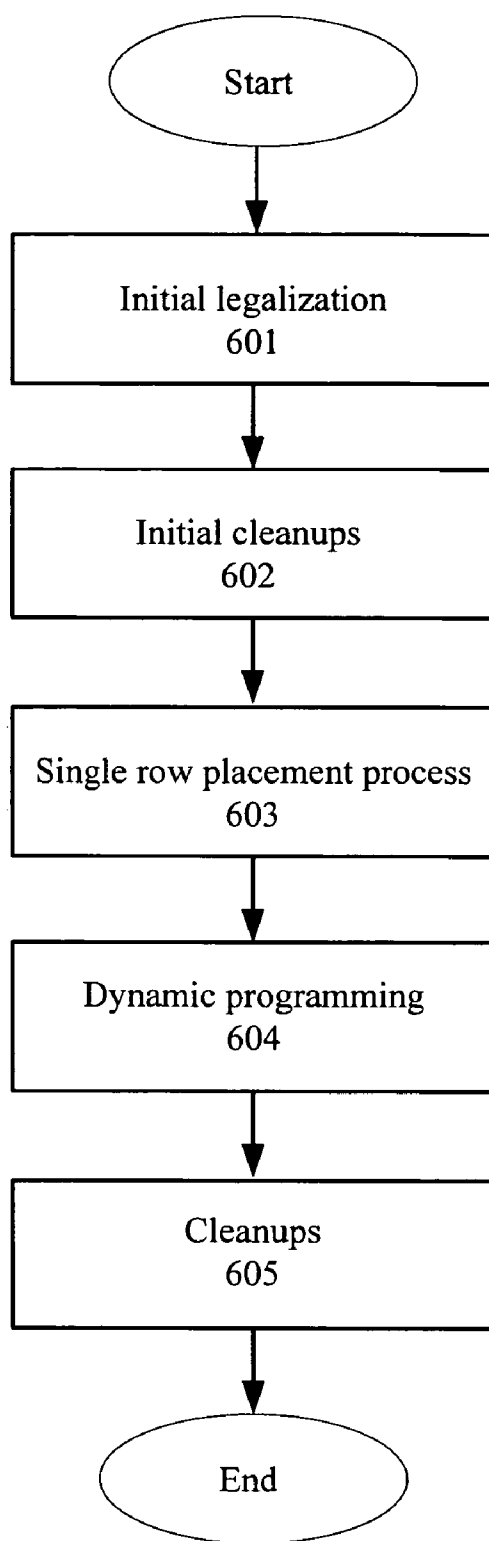 Start
Initial legalization
601
Initial cleanups
602
Single row placement process
603
Dynamic programming
604
Cleanups
605
End